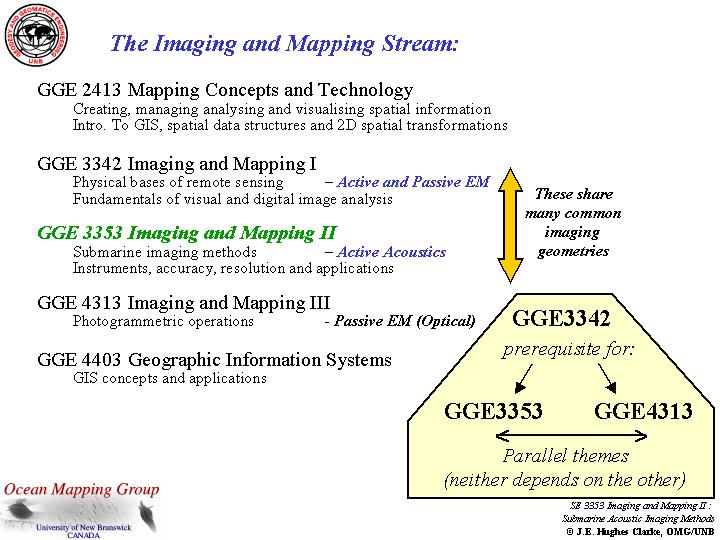 GEODESY AND GEOMATICS ENGINEERING
UNB
The Imaging and Mapping Stream:
GGE 2413 Mapping Concepts and Technology
Creating, managing analysing and visualising spatial information
Intro. To GIS, spatial data structures and 2D spatial transformations
GGE 3342 Imaging and Mapping I
Physical bases of remote sensing – Active and Passive EM
Fundamentals of visual and digital image analysis
GGE 3353 Imaging and Mapping II
Submarine imaging methods – Active Acoustics
Instruments, accuracy, resolution and applications
GGE 4313 Imaging and Mapping III
Photogrammetric operations - Passive EM (Optical)
GGE 4403 Geographic Information Systems
GIS concepts and applications
These share
many common
imaging
geometries
GGE3342
prerequisite for:
GGE3353 GGE4313
Parallel themes
(neither depends on the other)
Ocean Mapping Group
University of New Brunswick
CANADA
SE 3353 Imaging and Mapping II :
Submarine Acoustic Imaging Methods
© J.E. Hughes Clarke, OMG/UNB